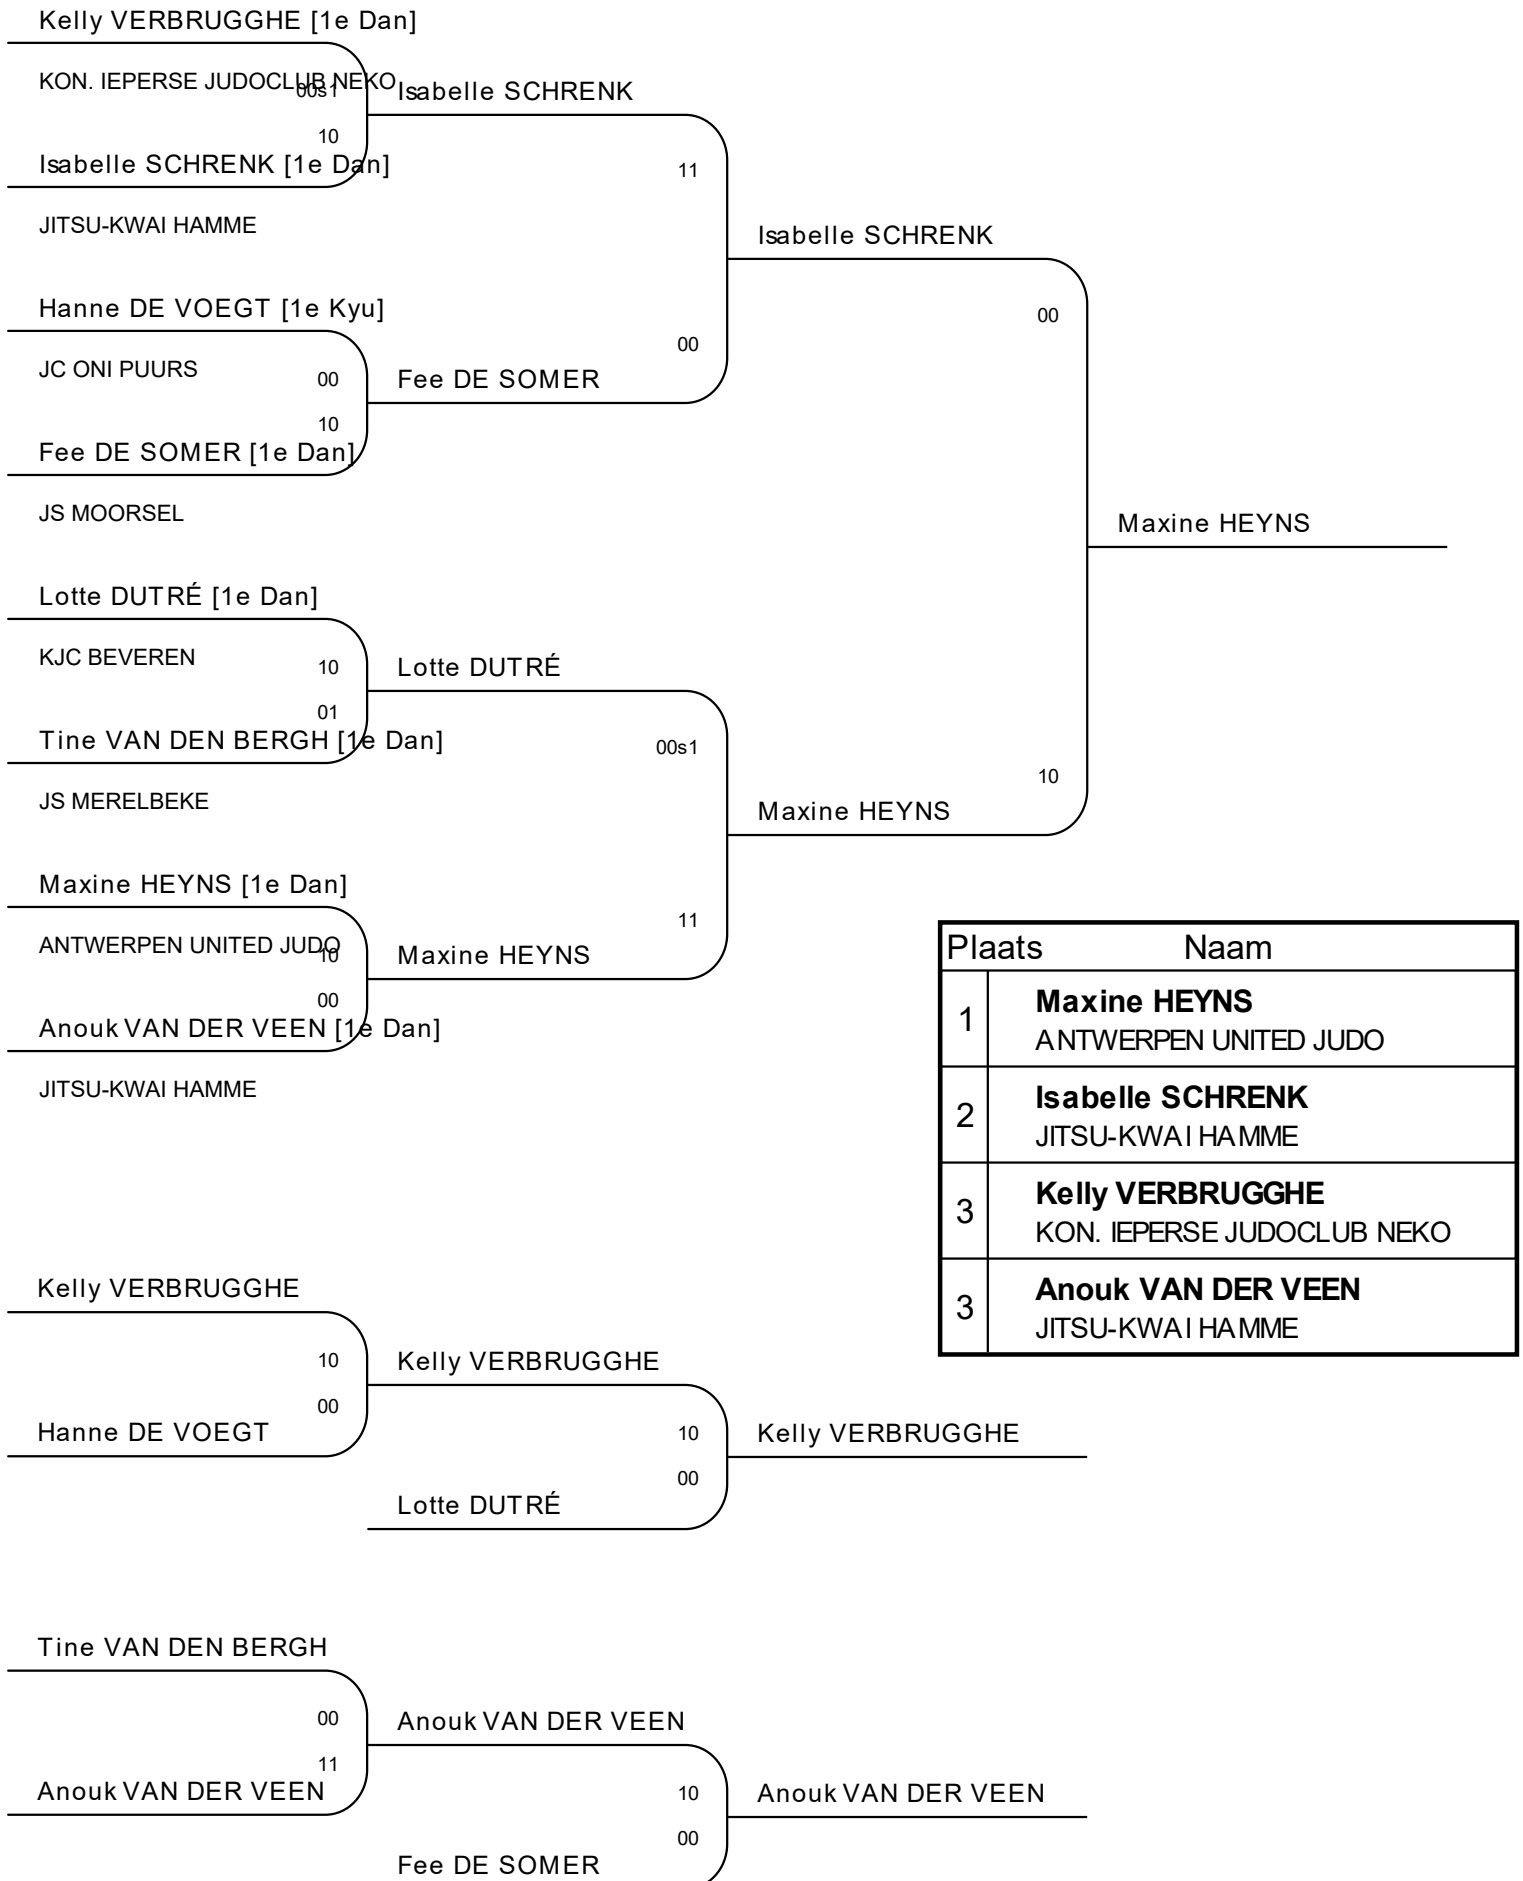 Kelly VERBRUGGHE [1e Dan]
KON. IEPERSE JUDOCLUB NEKO
00s1
Isabelle SCHRENK
10
Isabelle SCHRENK [1e Dan]
11
JITSU-KWAI HAMME
Isabelle SCHRENK
Hanne DE VOEGT [1e Kyu]
00
00
JC ONI PUURS
00
Fee DE SOMER
10
Fee DE SOMER [1e Dan]
JS MOORSEL
Maxine HEYNS
Lotte DUTRÉ [1e Dan]
KJC BEVEREN
10
Lotte DUTRÉ
01
Tine VAN DEN BERGH [1e Dan]
00s1
10
JS MERELBEKE
Maxine HEYNS
Maxine HEYNS [1e Dan]
11
ANTWERPEN UNITED JUDO
10
Maxine HEYNS
00
Anouk VAN DER VEEN [1e Dan]
JITSU-KWAI HAMME
Plaats Naam
1 Maxine HEYNS
ANTWERPEN UNITED JUDO
2 Isabelle SCHRENK
JITSU-KWAI HAMME
3 Kelly VERBRUGGHE
KON. IEPERSE JUDOCLUB NEKO
3 Anouk VAN DER VEEN
JITSU-KWAI HAMME
Kelly VERBRUGGHE
10
Kelly VERBRUGGHE
00
Hanne DE VOEGT
10
Kelly VERBRUGGHE
00
Lotte DUTRÉ
Tine VAN DEN BERGH
00
Anouk VAN DER VEEN
11
Anouk VAN DER VEEN
10
Anouk VAN DER VEEN
00
Fee DE SOMER